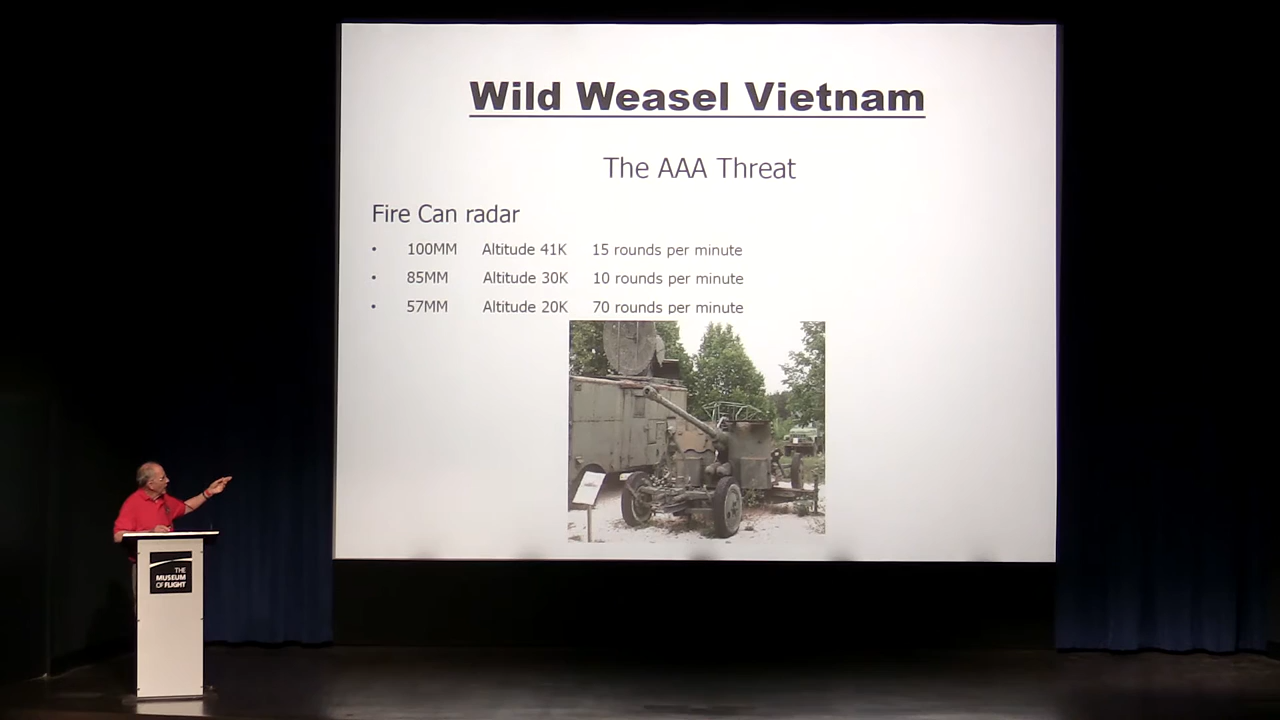 Wild Weasel Vietnam
The AAA Threat
Fire Can radar
• 100MM Altitude 41K 15 rounds per minute
• 85MM Altitude 30K 10 rounds per minute
• 57MM Altitude 20K 70 rounds per minute
THE
MUSEUM
OF FLIGHT